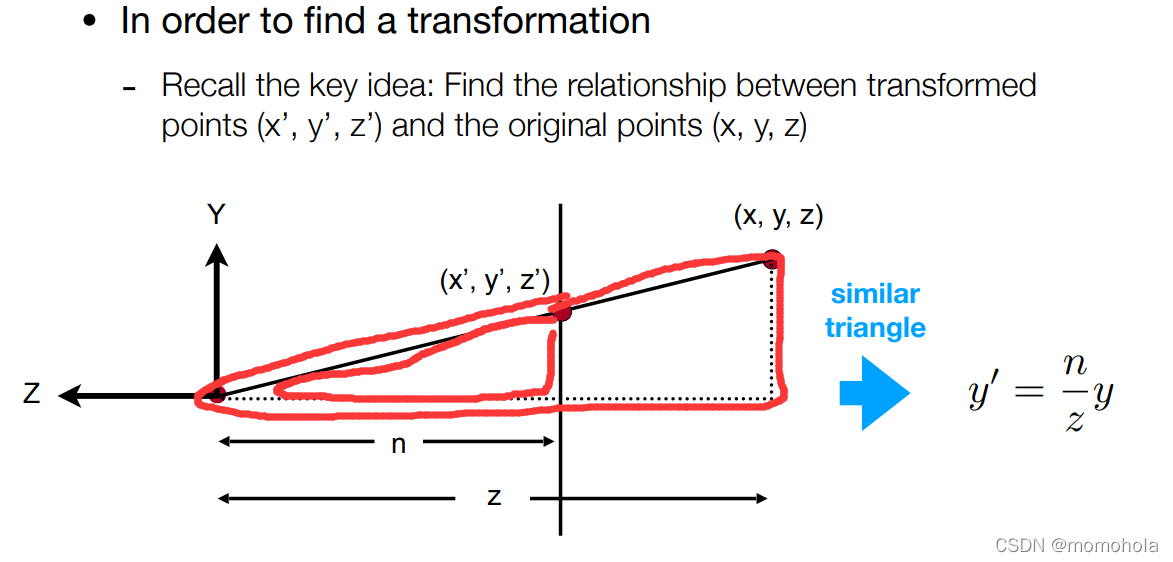 • In order to find a transformation
- Recall the key idea: Find the relationship between transformed
points (x’, y’, z’) and the original points (x, y, z)
Y
(x, y, z)
(x’, y’, z’)
similar
triangle
Z
y′ = n/z y
n
z
CSDN @momohola